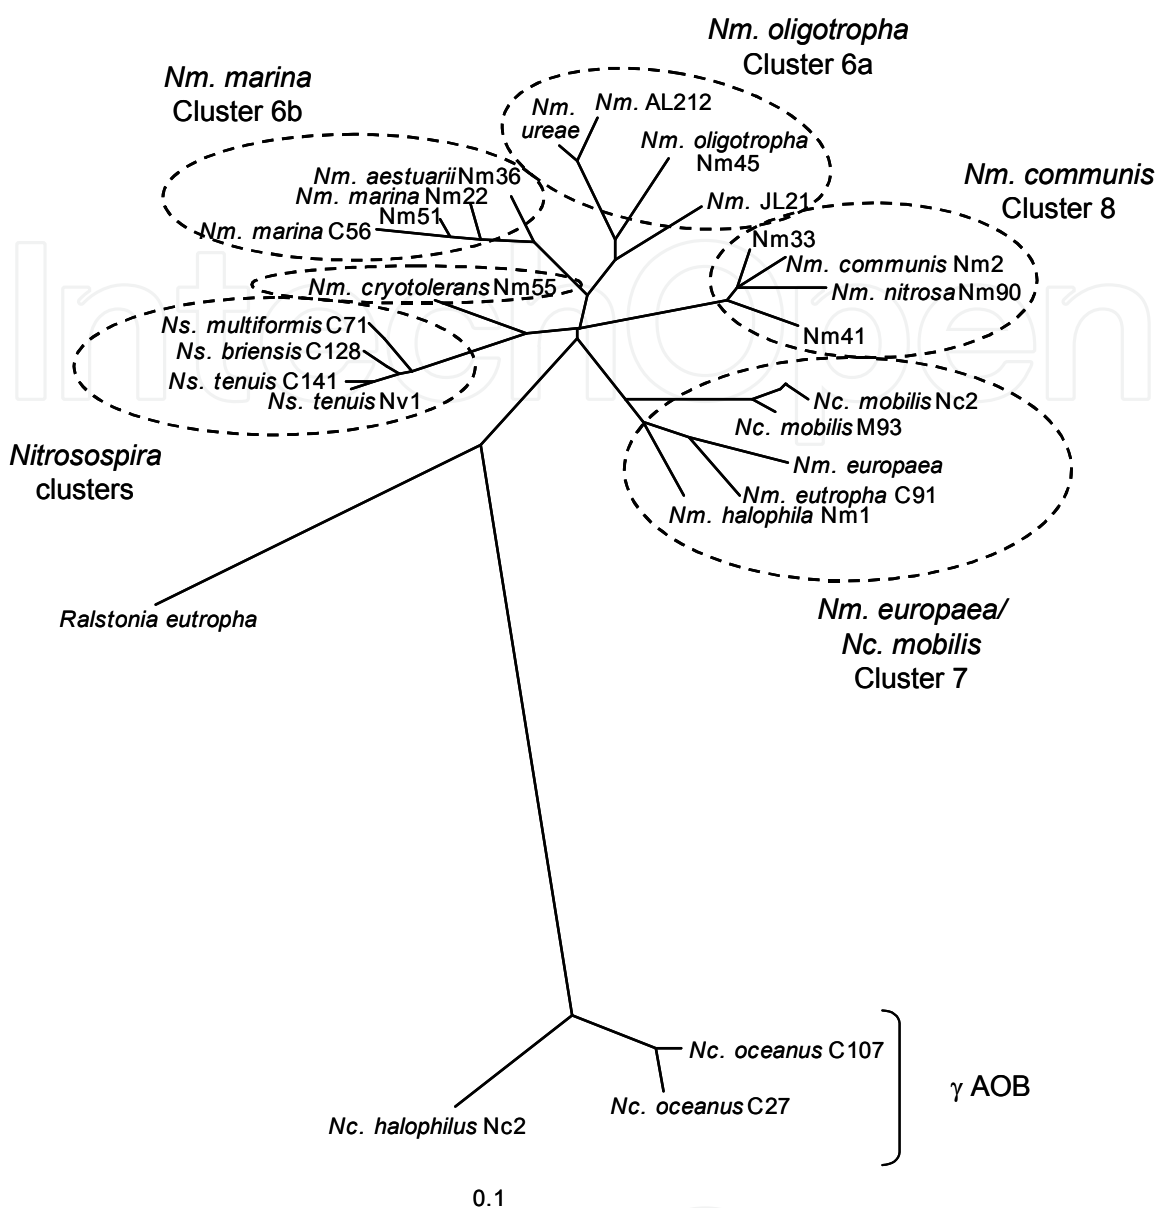 Nm. oligotropha
Cluster 6a
Nm. marina
Cluster 6b
Nm.
ureae
Nm. AL212
Nm. oligotropha
Nm45
Nm. JL21
Nm. communis
Cluster 8
Nm. aestuarii Nm36
Nm. marina Nm22
Nm51
Nm. marina C56
Nm33
Nm. communis Nm2
Nm. nitrosa Nm90
Nm41
Nm. cryotolerans Nm55
Ns. multiformis C71
Ns. briensis C128
Ns. tenuis C141
Ns. tenuis Nv1
Nitrosospira
clusters
Nc. mobilis Nc2
Nc. mobilis M93
Nm. europaea
Nm. eutropha C91
Nm. halophila Nm1
Nm. europaea/
Nc. mobilis
Cluster 7
Ralstonia eutropha
Nc. oceanus C107
Nc. oceanus C27
Nc. halophilus Nc2
γ AOB
0.1
IntechOpen